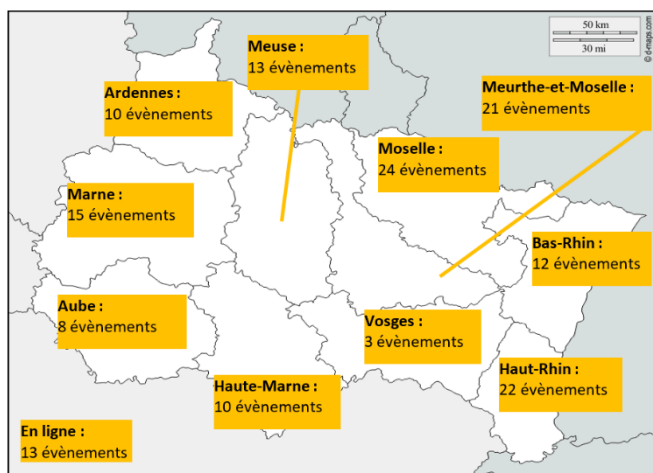 50 km
30 mi
© d-maps.com
Meuse :
13 évènements
Ardennes :
10 évènements
Meurthe-et-Moselle :
21 évènements
Moselle :
24 évènements
Marne :
15 évènements
Bas-Rhin :
12 évènements
Aube :
8 évènements
Vosges :
3 évènements
Haut-Rhin :
22 évènements
Haute-Marne :
10 évènements
En ligne :
13 évènements